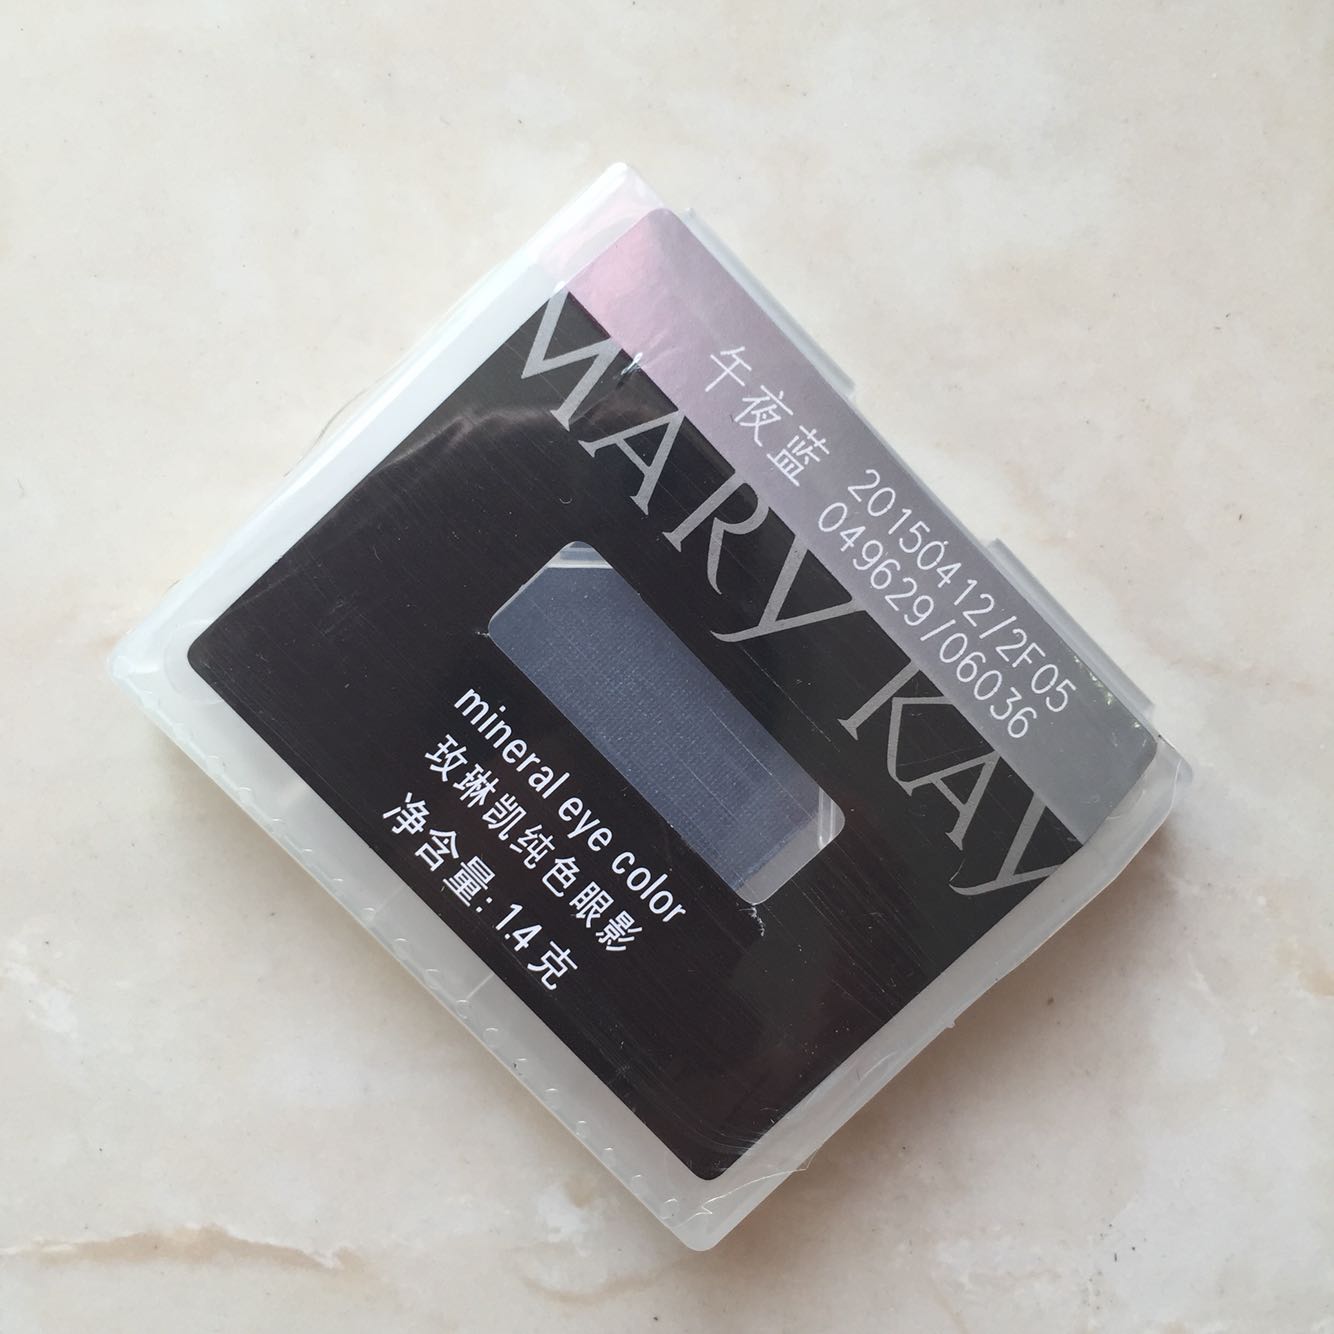 午夜蓝
20150412/2F05
049629/06036
MARY KAY
mineral eye color
玫琳凯纯色眼影
净含量: 1.4 克